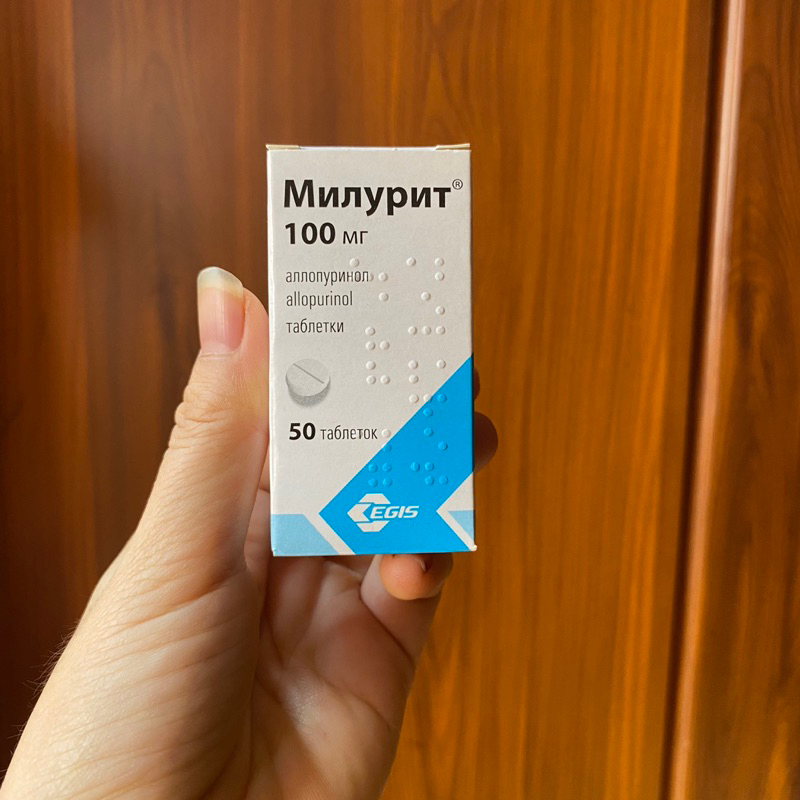 Милурит®
100 мг
аллопуринол
allopurinol
таблетки
50 таблеток
EGIS